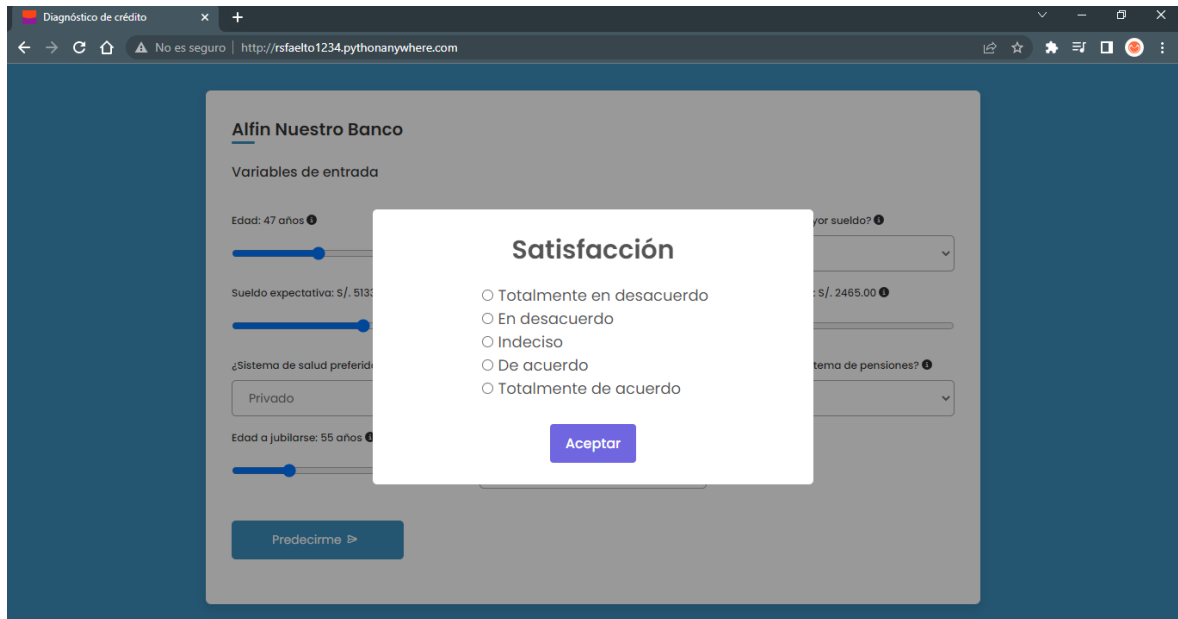 Diagnóstico de crédito
No es seguro | http://rsfaelto1234.pythonanywhere.com
Alfin Nuestro Banco
Variables de entrada
Edad: 47 años
yor sueldo?
Satisfacción
Sueldo expectativa: S/. 5133
: S/. 2465.00
Totalmente en desacuerdo
En desacuerdo
Indeciso
De acuerdo
Totalmente de acuerdo
¿Sistema de salud preferido
tema de pensiones?
Privado
Edad a jubilarse: 55 años
Aceptar
Predecirme